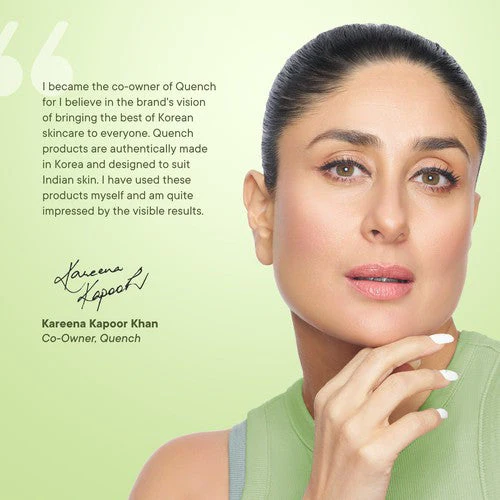 I became the co-owner of Quench
for I believe in the brand's vision
of bringing the best of Korean
skincare to everyone. Quench
products are authentically made
in Korea and designed to suit
Indian skin. I have used these
products myself and am quite
impressed by the visible results.
Kareena
Kapoor
Kareena Kapoor Khan
Co-Owner, Quench